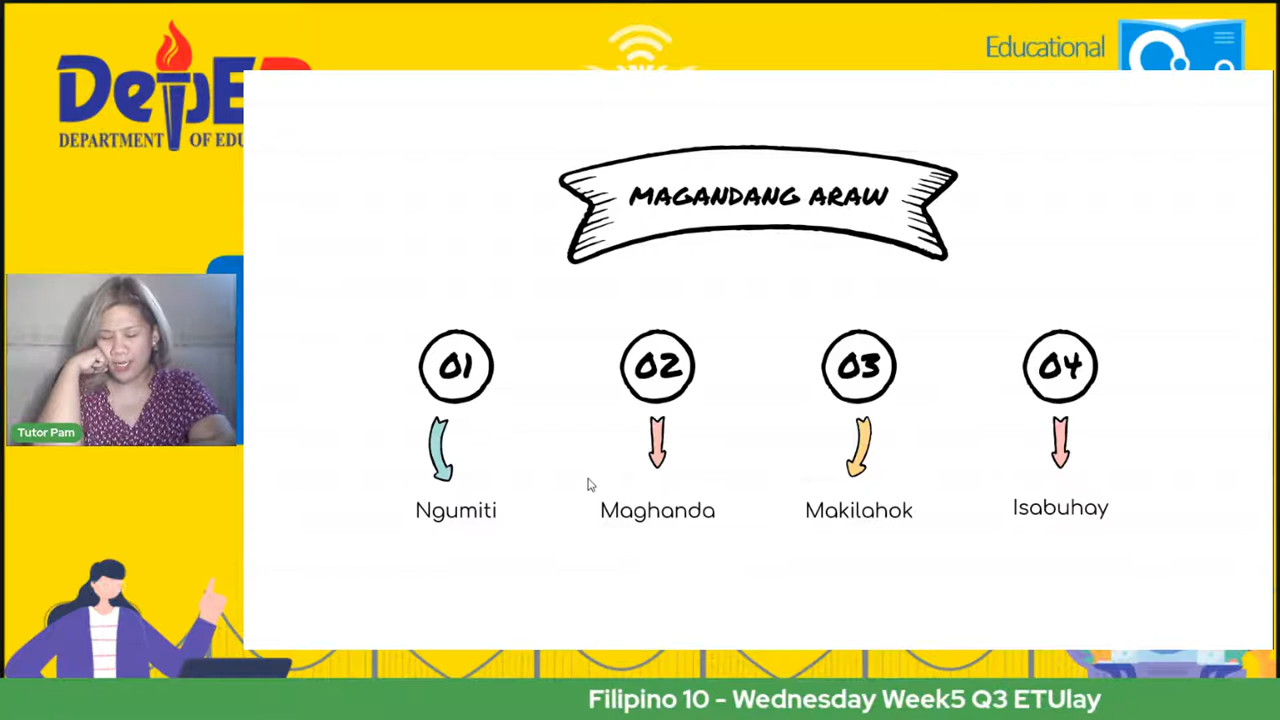 DepED
DEPARTMENT OF EDU
Educational
MAGANDANG ARAW
01
02
03
04
Ngumiti
Maghanda
Makilahok
Isabuhay
Tutor Pam
Filipino 10 - Wednesday Week5 Q3 ETUlay